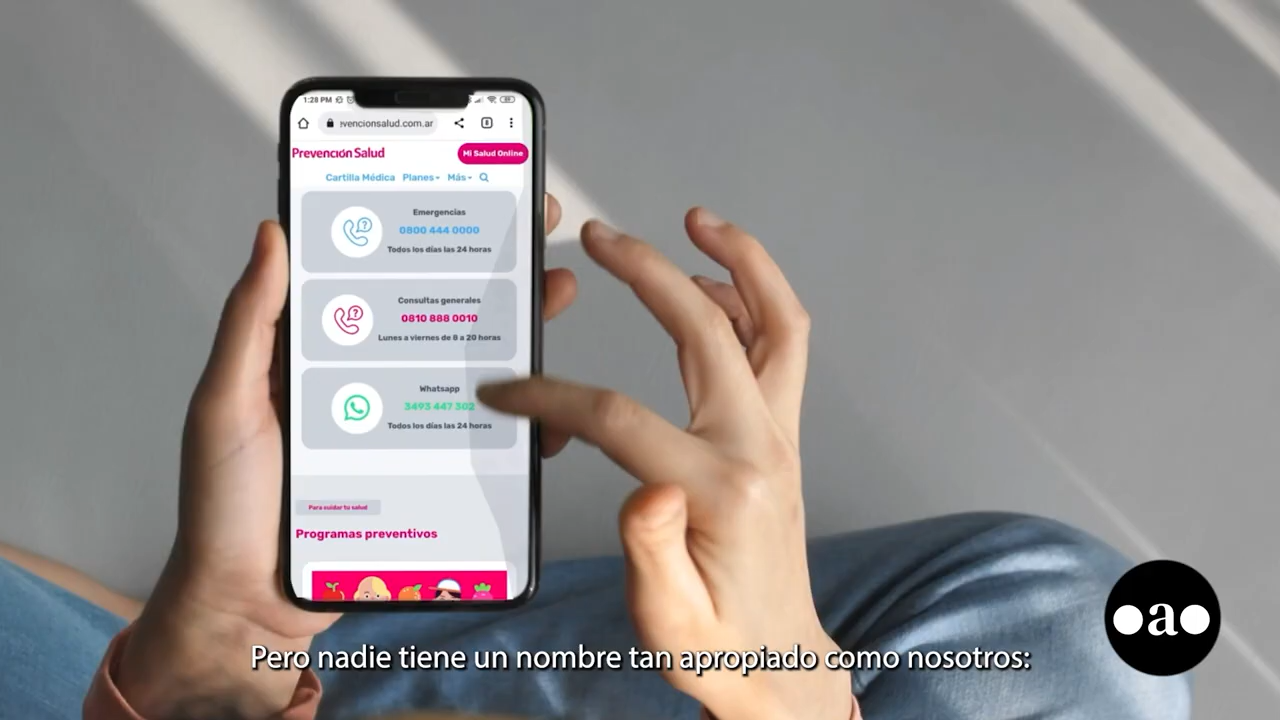 1:28 PM
evencionsalud.com.ar
8
Prevención Salud
Mi Salud Online
Cartilla Médica Planes Más
Emergencias
0800 444 0000
Todos los días las 24 horas
Consultas generales
0810 888 0010
Lunes a viernes de 8 a 20 horas
Whatsapp
3493 447 302
Todos los días las 24 horas
Para cuidar tu salud
Programas preventivos
a
Pero nadie tiene un nombre tan apropiado como nosotros: